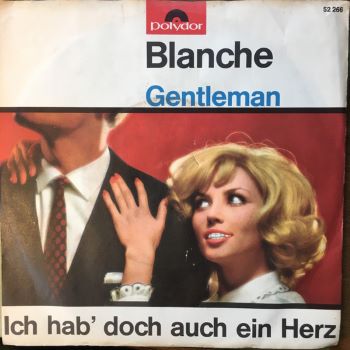 Polydor
52 266
Blanche
Gentleman
Ich hab' doch auch ein Herz